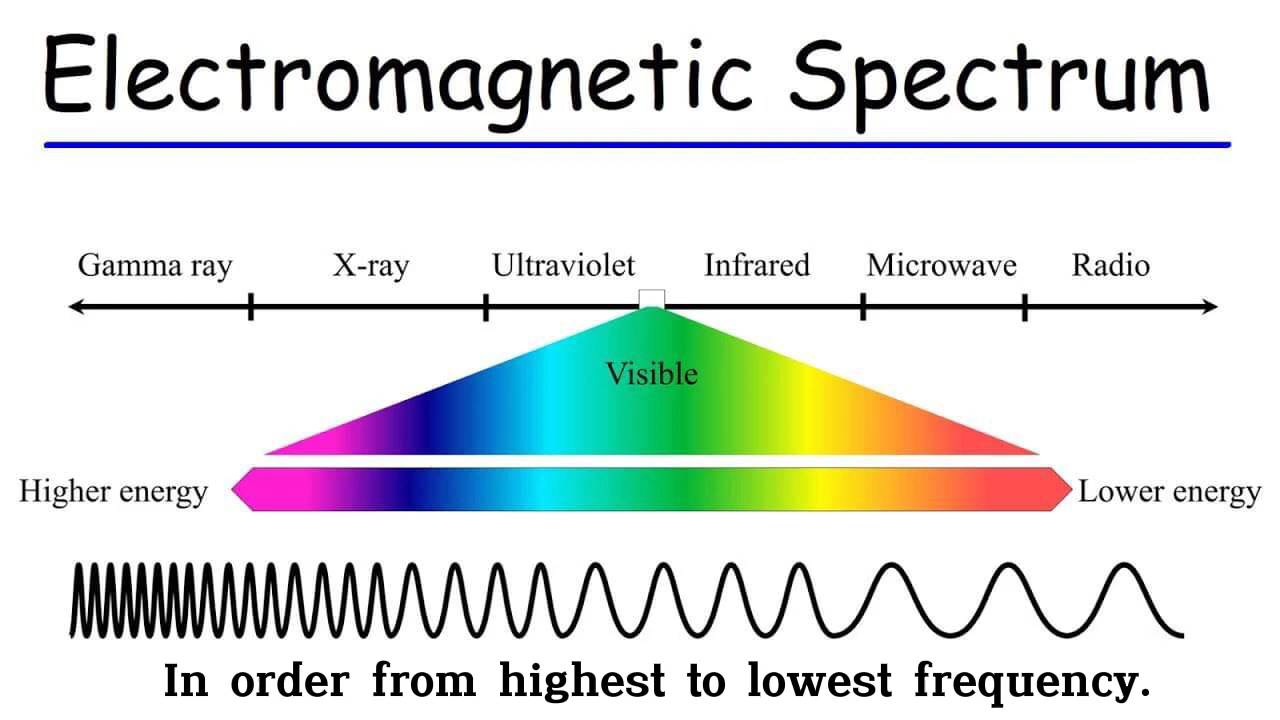 Electromagnetic Spectrum
Gamma ray X-ray Ultraviolet Infrared Microwave Radio
Visible
Higher energy Lower energy
In order from highest to lowest frequency.